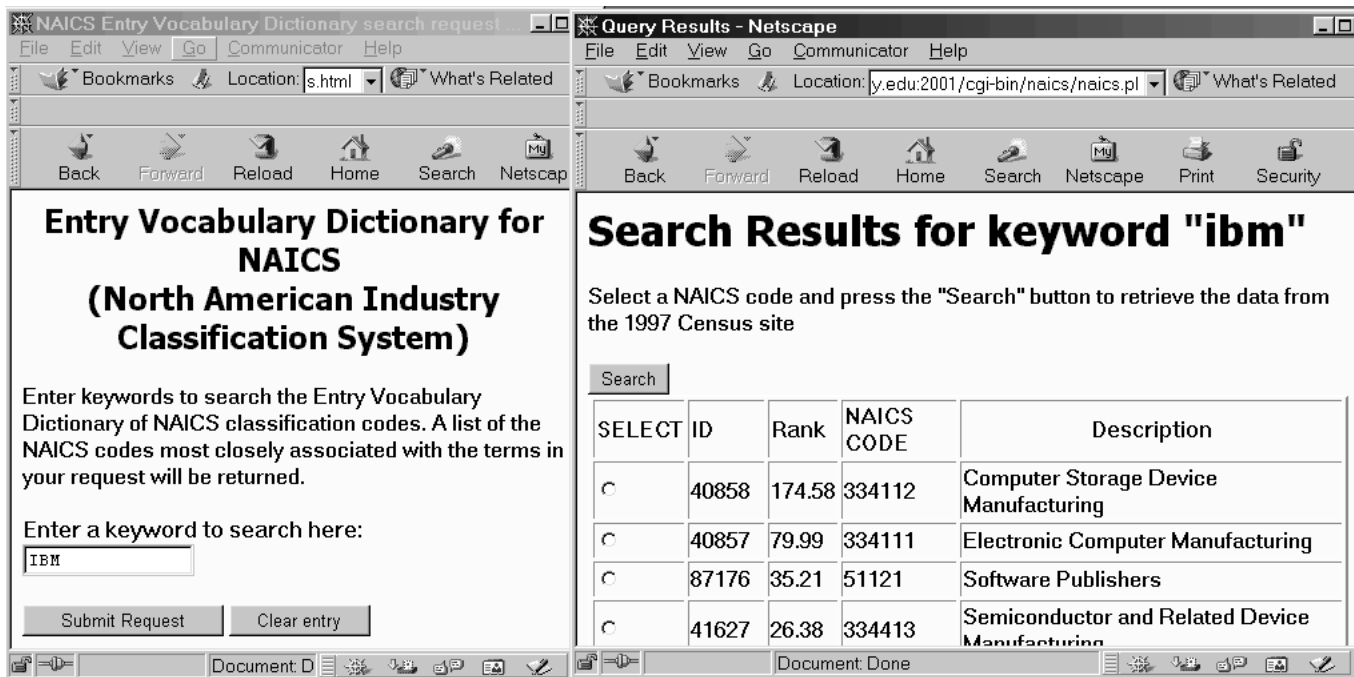 NAICS Entry Vocabulary Dictionary search request ...
File Edit View Go Communicator Help
Bookmarks Location: s.html What's Related
Back Forward Reload Home Search Netscap
Entry Vocabulary Dictionary for
NAICS
(North American Industry
Classification System)
Enter keywords to search the Entry Vocabulary
Dictionary of NAICS classification codes. A list of the
NAICS codes most closely associated with the terms in
your request will be returned.
Enter a keyword to search here:
IBM
Submit Request Clear entry
Document: D
Query Results - Netscape
File Edit View Go Communicator Help
Bookmarks Location: y.edu:2001/cgi-bin/naics/naics.pl What's Related
Back Forward Reload Home Search Netscape Print Security
Search Results for keyword "ibm"
Select a NAICS code and press the "Search" button to retrieve the data from
the 1997 Census site
Search
SELECT ID Rank NAICS CODE Description
40858 174.58 334112 Computer Storage Device
Manufacturing
40857 79.99 334111 Electronic Computer Manufacturing
87176 35.21 51121 Software Publishers
41627 26.38 334413 Semiconductor and Related Device
Manufacturing
Document: Done